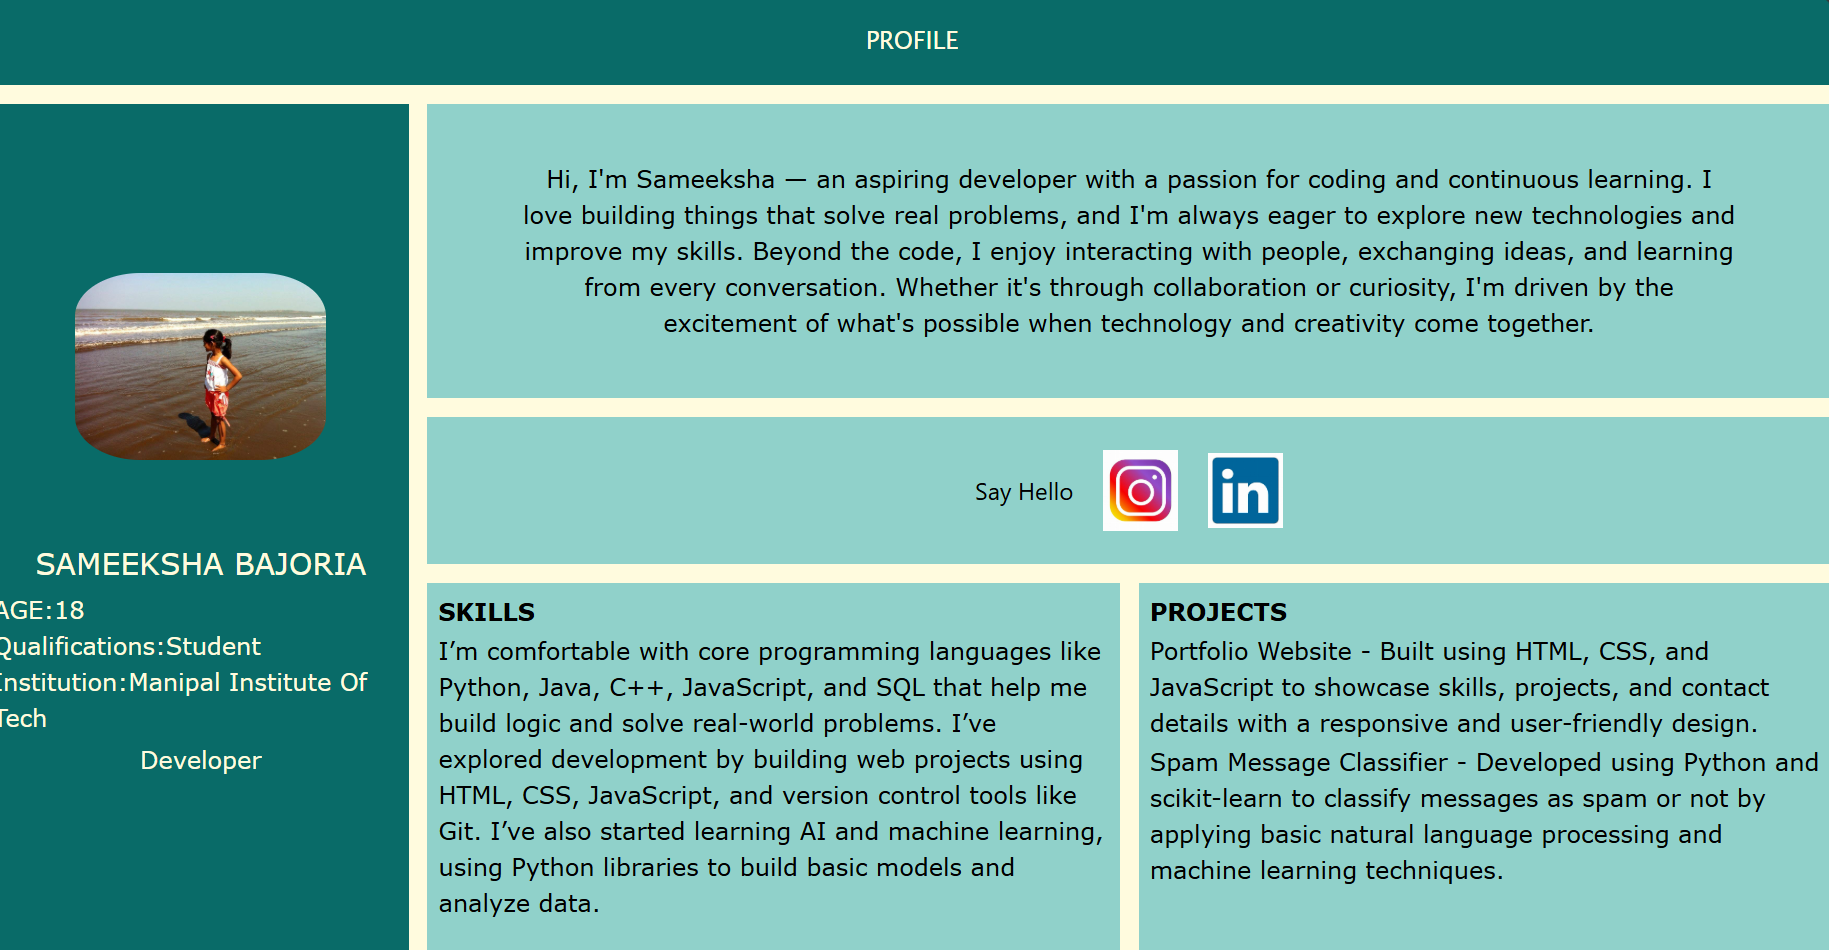 PROFILE
SAMEEKSHA BAJORIA
AGE:18
Qualifications:Student
Institution:Manipal Institute Of
Tech
Developer
Hi, I'm Sameeksha — an aspiring developer with a passion for coding and continuous learning. I
love building things that solve real problems, and I'm always eager to explore new technologies and
improve my skills. Beyond the code, I enjoy interacting with people, exchanging ideas, and learning
from every conversation. Whether it's through collaboration or curiosity, I'm driven by the
excitement of what's possible when technology and creativity come together.
Say Hello
in
SKILLS
I’m comfortable with core programming languages like
Python, Java, C++, JavaScript, and SQL that help me
build logic and solve real-world problems. I’ve
explored development by building web projects using
HTML, CSS, JavaScript, and version control tools like
Git. I’ve also started learning AI and machine learning,
using Python libraries to build basic models and
analyze data.
PROJECTS
Portfolio Website - Built using HTML, CSS, and
JavaScript to showcase skills, projects, and contact
details with a responsive and user-friendly design.
Spam Message Classifier - Developed using Python and
scikit-learn to classify messages as spam or not by
applying basic natural language processing and
machine learning techniques.